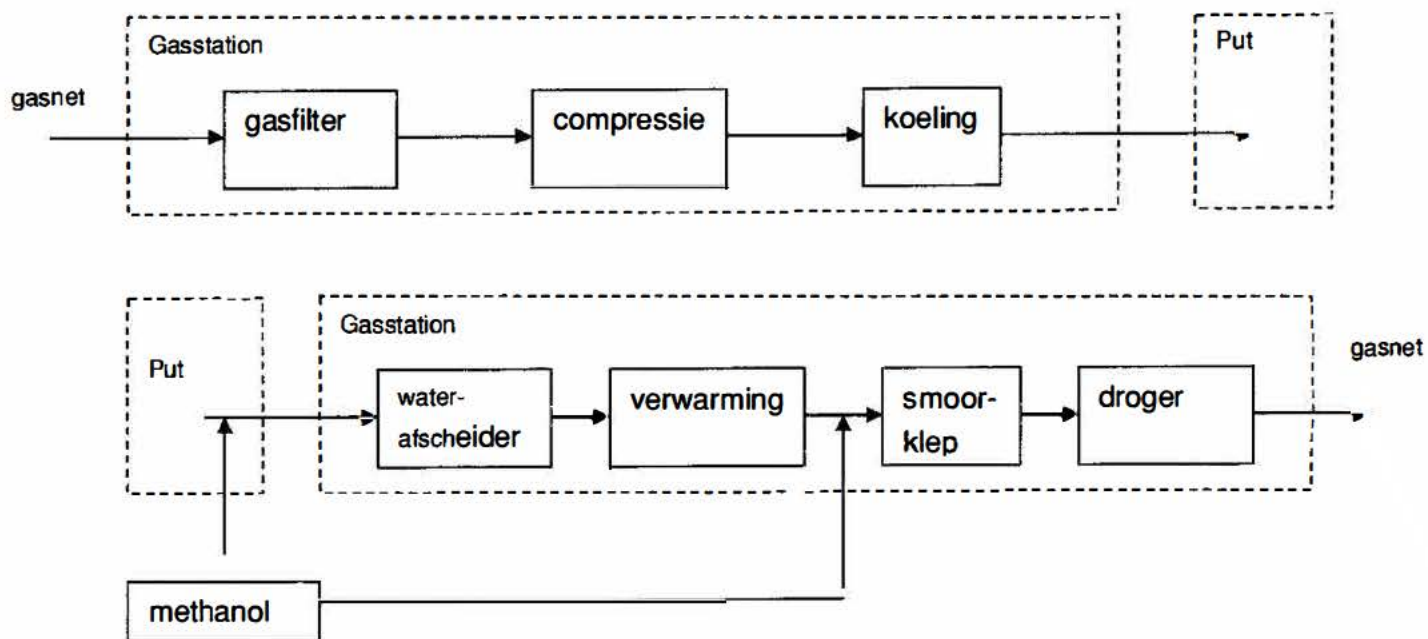 Gasstation
Put
gasnet
gasfilter
compressie
koeling
Gasstation
gasnet
Put
water-
afscheider
verwarming
smoor-
klep
droger
methanol